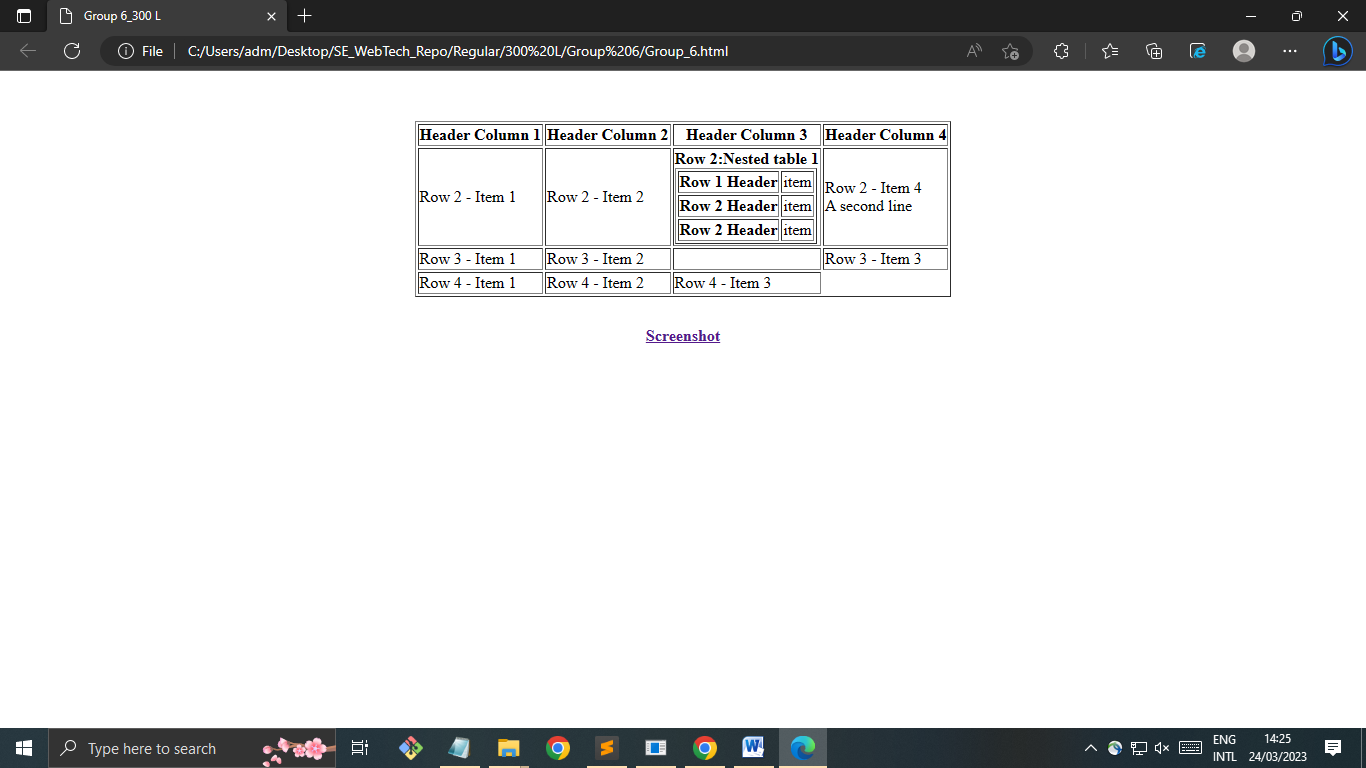 Group 6_300 L
File
C:/Users/adm/Desktop/SE_WebTech_Repo/Regular/300%20L/Group%206/Group_6.html
Header Column 1 Header Column 2 Header Column 3 Header Column 4
Row 2 - Item 1
Row 2 - Item 2
Row 2:Nested table 1
Row 1 Header item
Row 2 Header item
Row 2 Header item
Row 2 - Item 4
A second line
Row 3 - Item 1 Row 3 - Item 2 Row 3 - Item 3
Row 4 - Item 1 Row 4 - Item 2 Row 4 - Item 3
Screenshot
Type here to search
ENG
INTL
14:25
24/03/2023